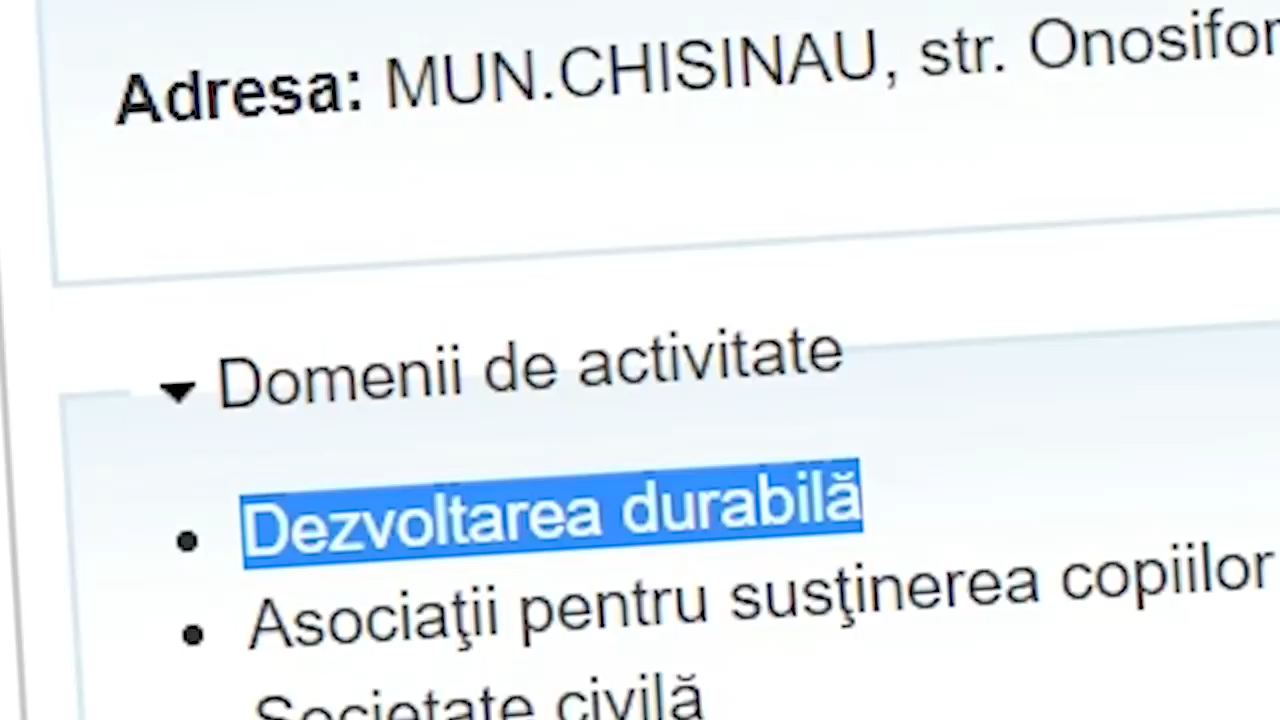 Adresa: MUN.CHISINAU, str. Onosifor
Domenii de activitate
Dezvoltarea durabilă
Asociaţii pentru susţinerea copiilor
Societate civilă